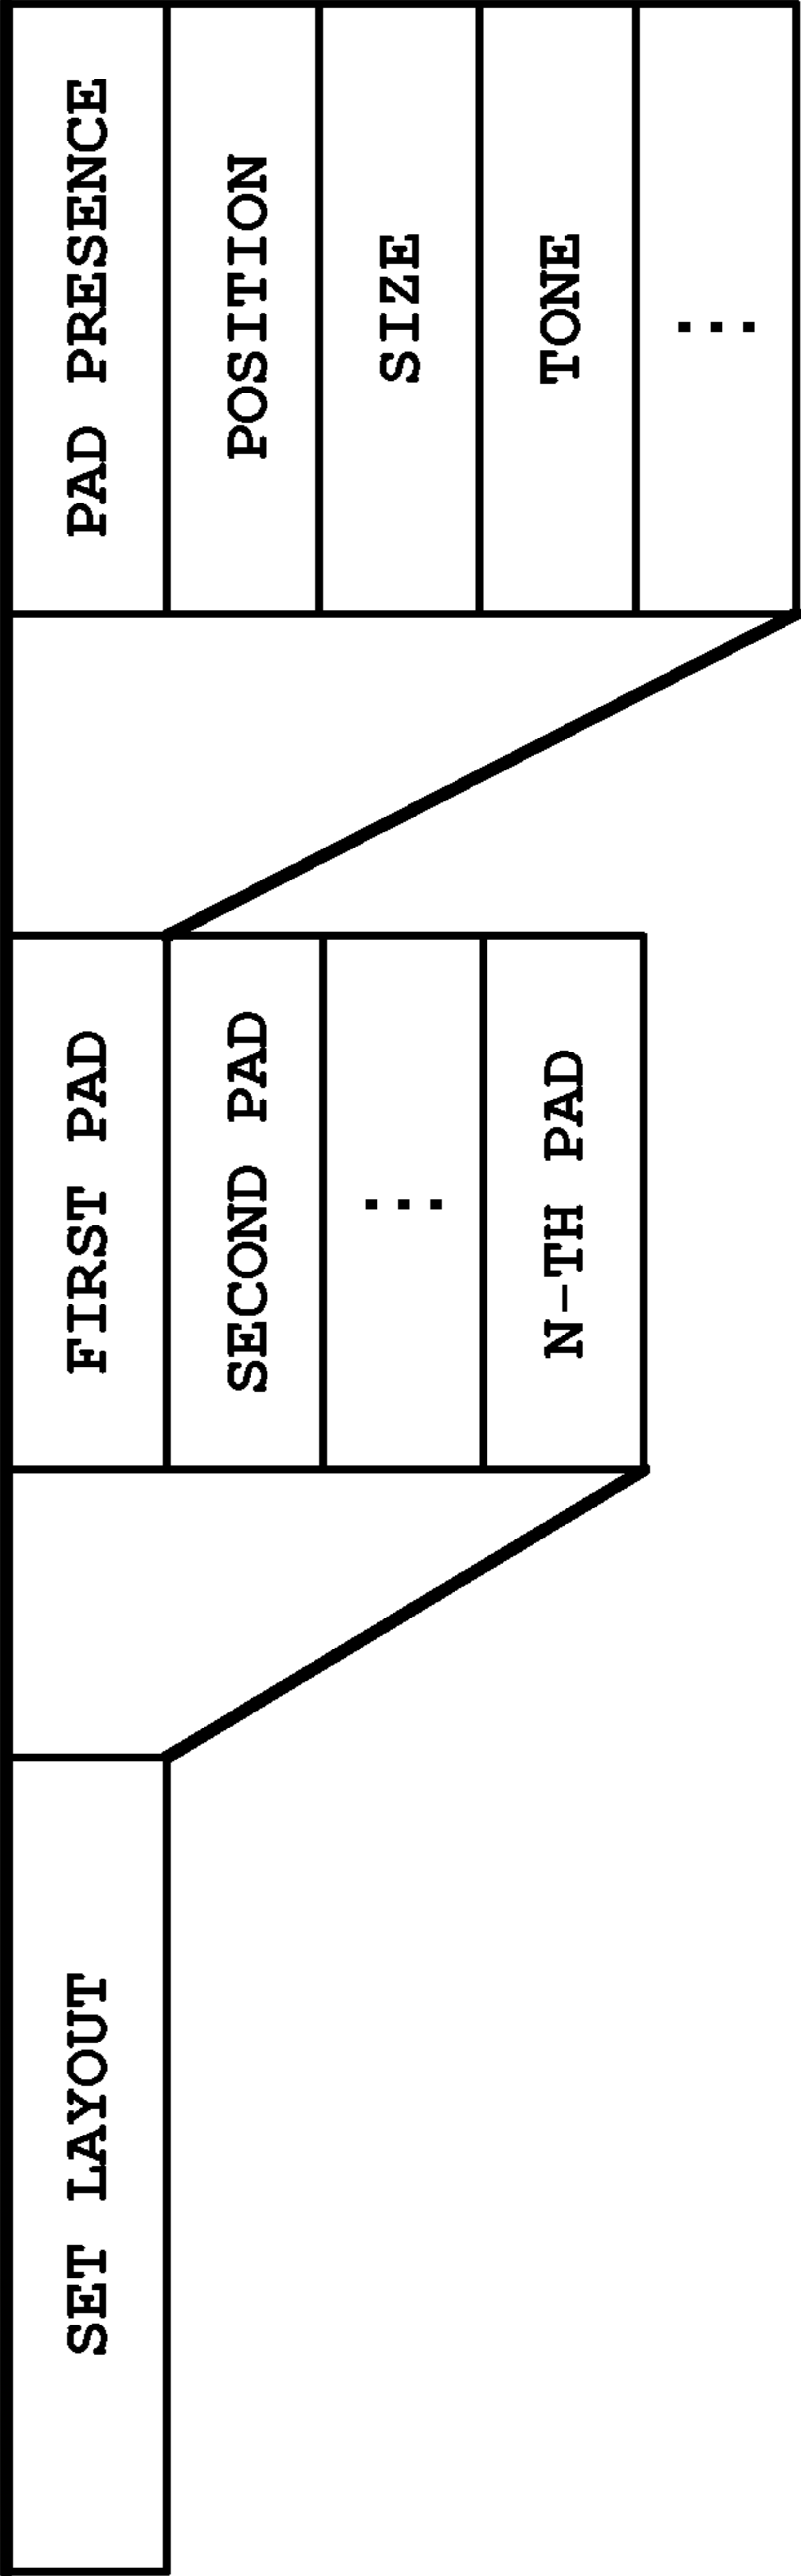 SET LAYOUT
FIRST PAD
SECOND PAD
...
N-TH PAD
PAD PRESENCE
POSITION
SIZE
TONE
...